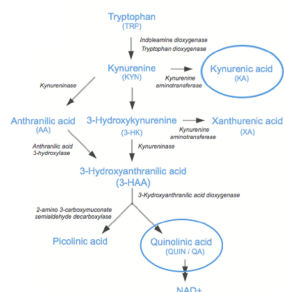 Tryptophan
(TRP)
Indoleamine dioxygenase
Tryptophan dioxygenase
Kynurenine
(KYN)
Kynurenine
aminotransferase
Kynurenic acid
(KA)
Kynureninase
Anthranilic acid
(AA)
3-Hydroxykynurenine
(3-HK)
Kynurenine
aminotransferase
Xanthurenic acid
(XA)
Anthranilic acid
3-hydroxylase
Kynureninase
3-Hydroxyanthranilic acid
(3-HAA)
3-Kydroxyanthranilic acid dioxygenase
2-amino 3-carboxymuconate
semialdehyde decarboxylase
Picolinic acid
Quinolinic acid
(QUIN / QA)
NAD+